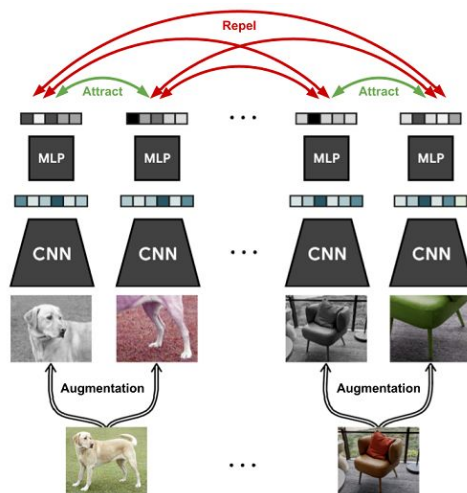 Repel
Attract
Attract
MLP
MLP
MLP
MLP
CNN
CNN
CNN
CNN
Augmentation
Augmentation